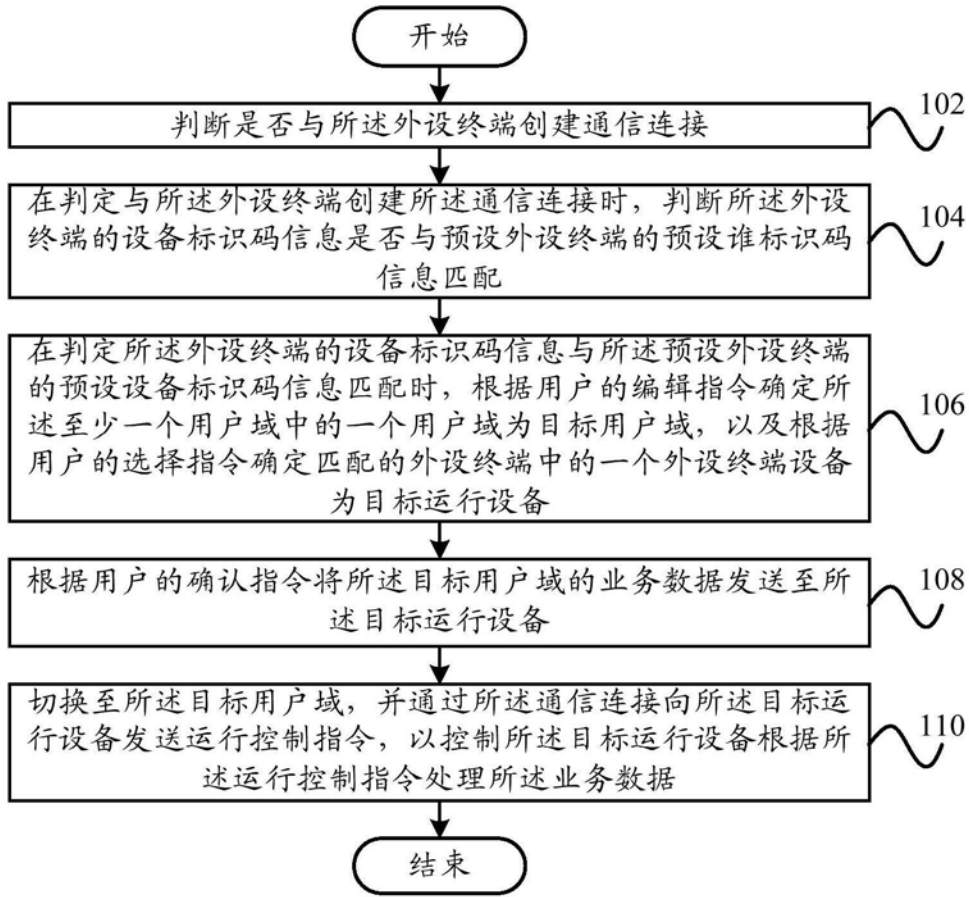 开始
判断是否与所述外设终端创建通信连接
102
在判定与所述外设终端创建所述通信连接时，判断所述外设
终端的设备标识码信息是否与预设外设终端的预设谁标识码
信息匹配
104
在判定所述外设终端的设备标识码信息与所述预设外设终端
的预设设备标识码信息匹配时，根据用户的编辑指令确定所
述至少一个用户域中的一个用户域为目标用户域，以及根据
用户的选择指令确定匹配的外设终端中的一个外设终端设备
为目标运行设备
106
根据用户的确认指令将所述目标用户域的业务数据发送至所
述目标运行设备
108
切换至所述目标用户域，并通过所述通信连接向所述目标运
行设备发送运行控制指令，以控制所述目标运行设备根据所
述运行控制指令处理所述业务数据
110
结束